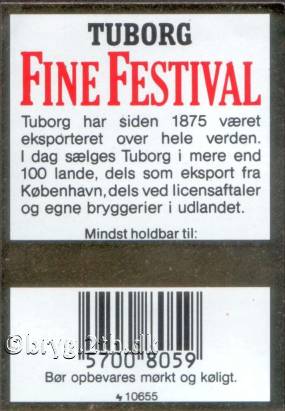 TUBORG
FINE FESTIVAL
Tuborg har siden 1875 været
eksporteret over hele verden.
I dag sælges Tuborg i mere end
100 lande, dels som eksport fra
København, dels ved licensaftaler
og egne bryggerier i udlandet.
Mindst holdbar til:
©brygl2th.dk
5700 8059
Bør opbevares mørkt og køligt.
10655